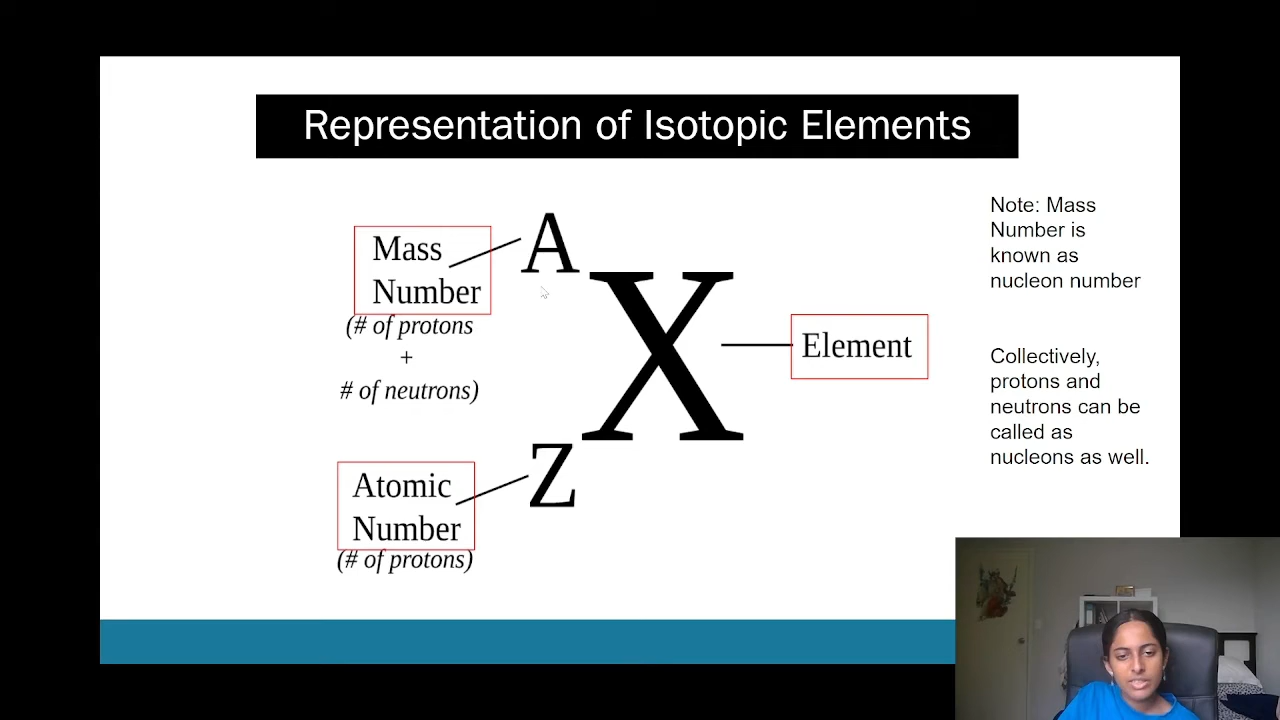 Representation of Isotopic Elements
Mass
Number
(# of protons
+
# of neutrons)
A
X
Element
Z
Atomic
Number
(# of protons)
Note: Mass
Number is
known as
nucleon number
Collectively,
protons and
neutrons can be
called as
nucleons as well.